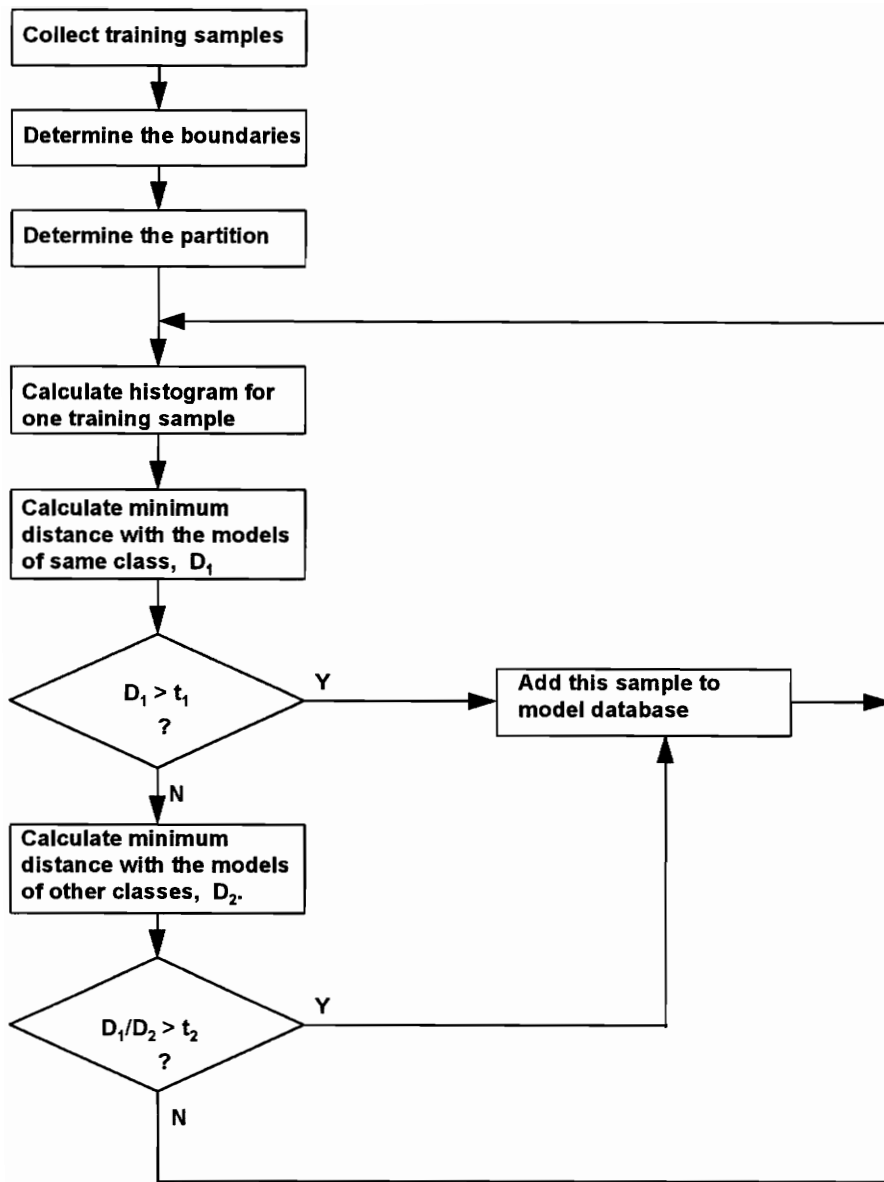 Collect training samples
Determine the boundaries
Determine the partition
Calculate histogram for
one training sample
Calculate minimum
distance with the models
of same class, D₁
D₁ > t₁
?
Y
Add this sample to
model database
N
Calculate minimum
distance with the models
of other classes, D₂.
D₁/D₂ > t₂
?
Y
N